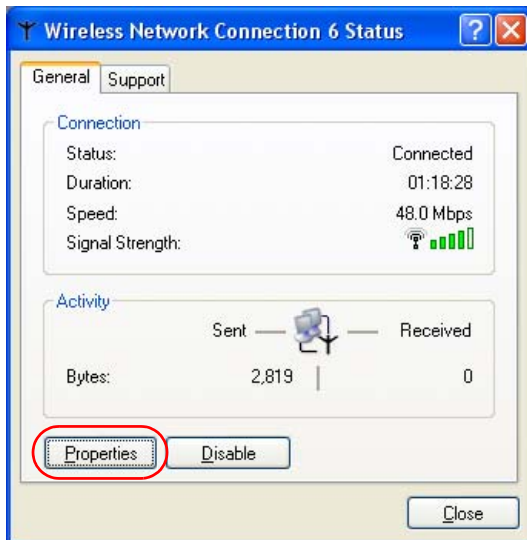 Wireless Network Connection 6 Status
General Support
Connection
Status: Connected
Duration: 01:18:28
Speed: 48.0 Mbps
Signal Strength:
Activity
Sent Received
Bytes: 2,819 0
Properties Disable
Close